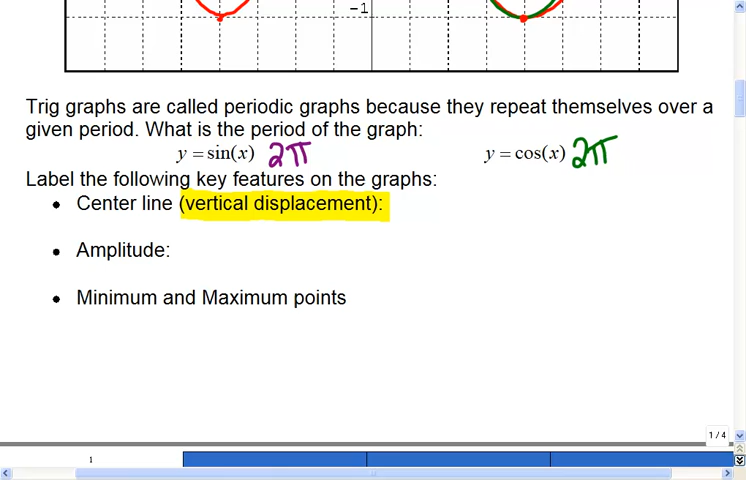 −1
Trig graphs are called periodic graphs because they repeat themselves over a
given period. What is the period of the graph:
y = sin(x) 2π y = cos(x) 2π
Label the following key features on the graphs:
• Center line (vertical displacement):
• Amplitude:
• Minimum and Maximum points
1 / 4
1